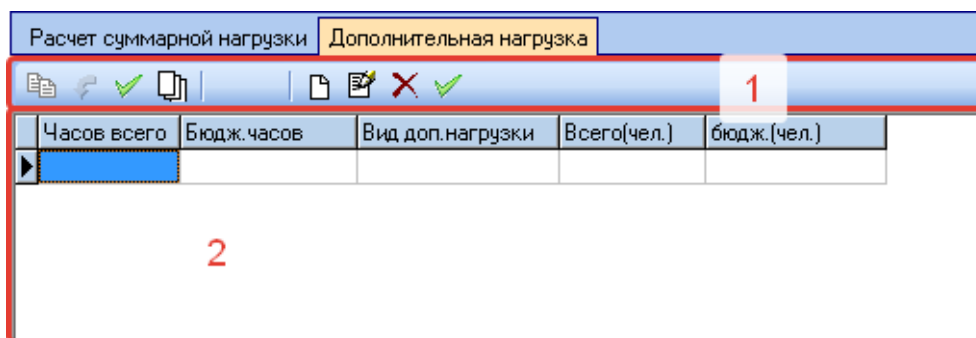 Расчет суммарной нагрузки Дополнительная нагрузка
1
Часов всего Бюдж.часов Вид доп.нагрузки Всего(чел.) бюдж.(чел.)
2